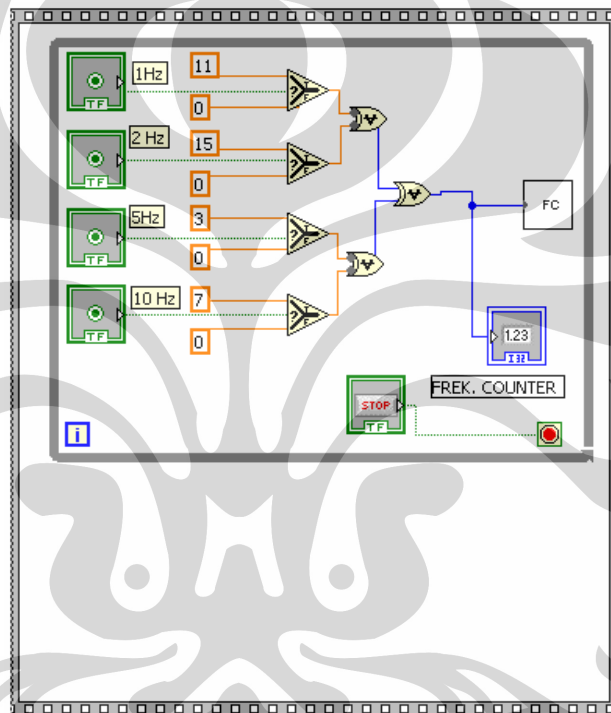 1Hz
11
TF
0
2 Hz
15
TF
0
5Hz
3
TF
0
10 Hz
7
TF
0
?
T
F
?
T
F
?
T
F
?
T
F
V
V
V
FC
1.23
I32
FREK. COUNTER
STOP
TF
i